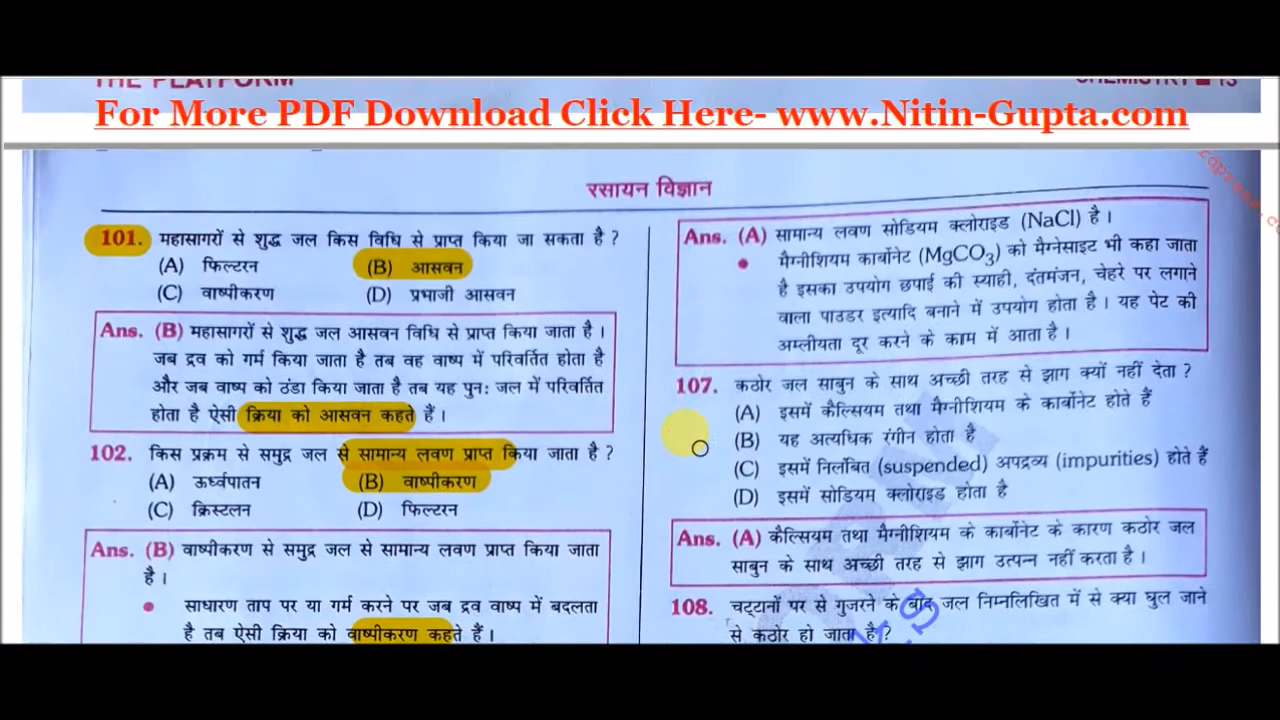 THE PLATFORM
CHEMISTRY ■ 13
For More PDF Download Click Here- www.Nitin-Gupta.com
रसायन विज्ञान
101. महासागरों से शुद्ध जल किस विधि से प्राप्त किया जा सकता है ?
(A) फिल्टरन (B) आसवन
(C) वाष्पीकरण (D) प्रभाजी आसवन
Ans. (B) महासागरों से शुद्ध जल आसवन विधि से प्राप्त किया जाता है ।
जब द्रव को गर्म किया जाता है तब वह वाष्प में परिवर्तित होता है
और जब वाष्प को ठंडा किया जाता है तब यह पुन: जल में परिवर्तित
होता है ऐसी क्रिया को आसवन कहते हैं ।
102. किस प्रक्रम से समुद्र जल से सामान्य लवण प्राप्त किया जाता है ?
(A) ऊर्ध्वपातन (B) वाष्पीकरण
(C) क्रिस्टलन (D) फिल्टरन
Ans. (B) वाष्पीकरण से समुद्र जल से सामान्य लवण प्राप्त किया जाता
है ।
• साधारण ताप पर या गर्म करने पर जब द्रव वाष्प में बदलता
है तब ऐसी क्रिया को वाष्पीकरण कहते हैं ।
Ans. (A) सामान्य लवण सोडियम क्लोराइड (NaCl) है ।
• मैग्नीशियम कार्बोनेट (MgCO3) को मैग्नेसाइट भी कहा जाता
है इसका उपयोग छपाई की स्याही, दंतमंजन, चेहरे पर लगाने
वाला पाउडर इत्यादि बनाने में उपयोग होता है । यह पेट की
अम्लीयता दूर करने के काम में आता है ।
107. कठोर जल साबुन के साथ अच्छी तरह से झाग क्यों नहीं देता ?
(A) इसमें कैल्सियम तथा मैग्नीशियम के कार्बोनेट होते हैं
(B) यह अत्यधिक रंगीन होता है
(C) इसमें निलंबित (suspended) अपद्रव्य (impurities) होते हैं
(D) इसमें सोडियम क्लोराइड होता है
Ans. (A) कैल्सियम तथा मैग्नीशियम के कार्बोनेट के कारण कठोर जल
साबुन के साथ अच्छी तरह से झाग उत्पन्न नहीं करता है ।
108. चट्टानों पर से गुजरने के बाद जल निम्नलिखित में से क्या घुल जाने
से कठोर हो जाता है ?